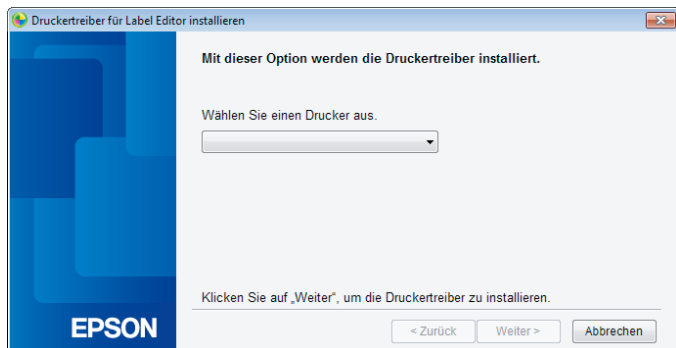 Druckertreiber für Label Editor installieren
Mit dieser Option werden die Druckertreiber installiert.
Wählen Sie einen Drucker aus.
Klicken Sie auf „Weiter“, um die Druckertreiber zu installieren.
EPSON
< Zurück
Weiter >
Abbrechen